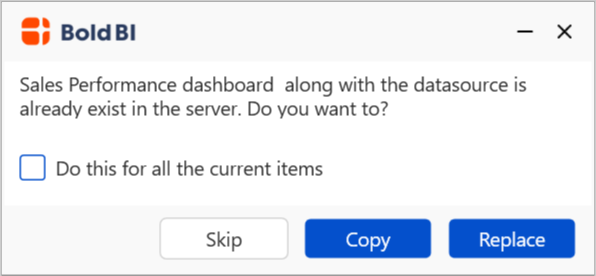 Bold BI
Sales Performance dashboard  along with the datasource is
already exist in the server. Do you want to?
Do this for all the current items
Skip
Copy
Replace